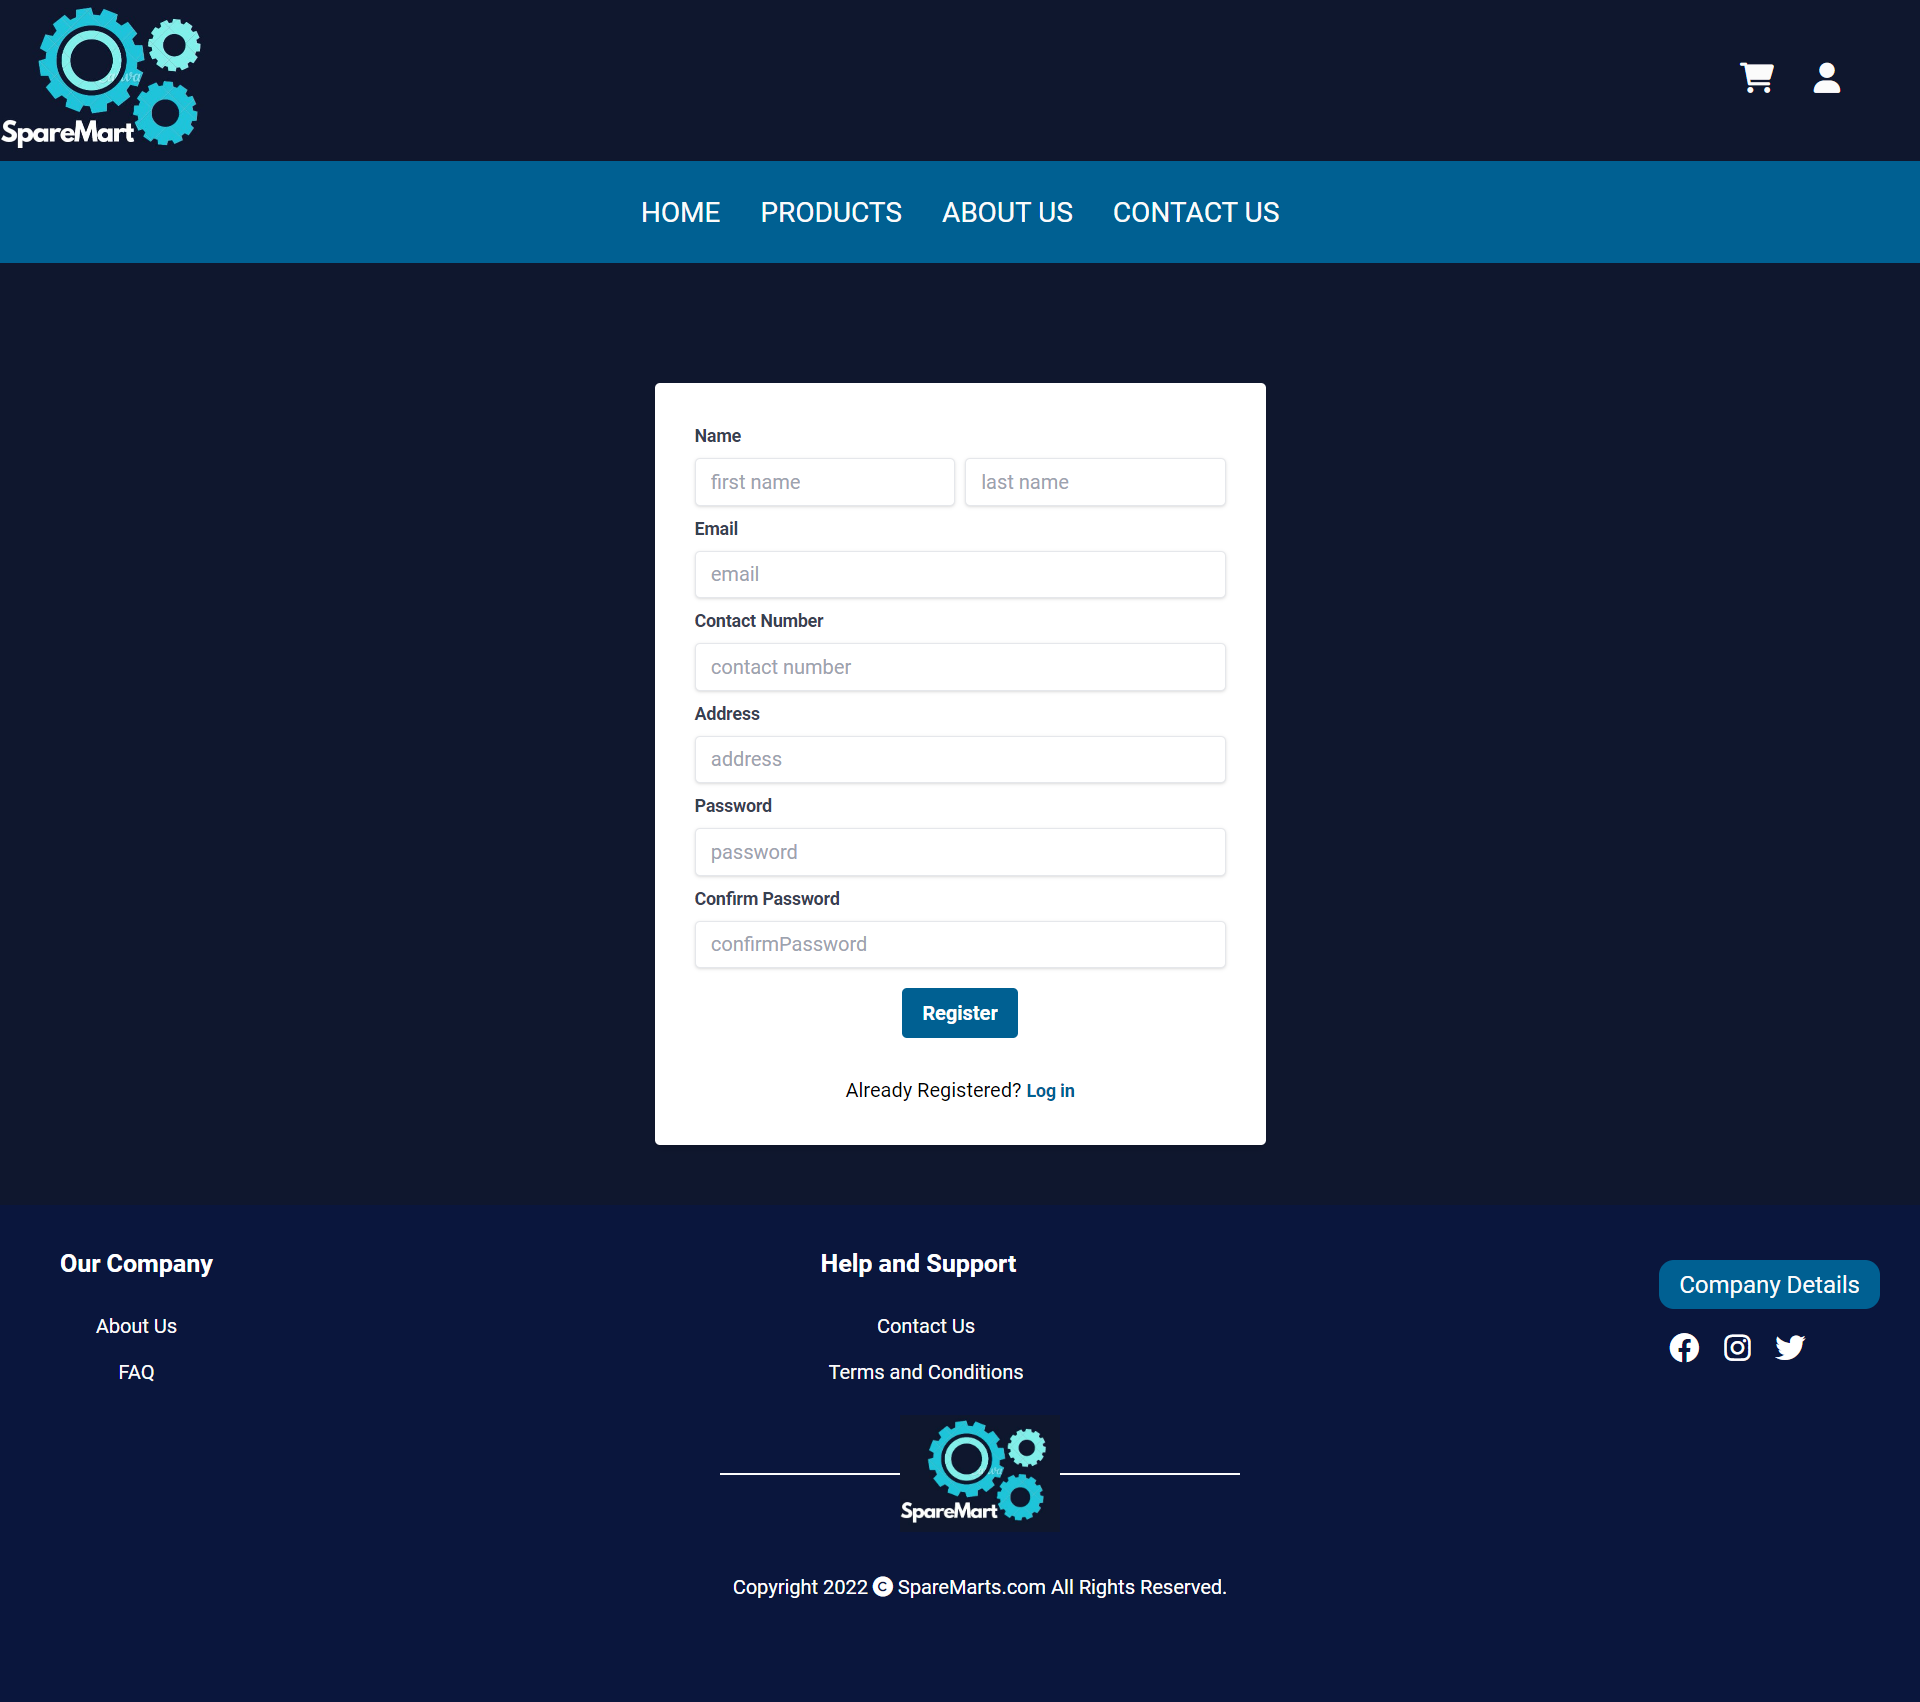 SpareMart
HOME PRODUCTS ABOUT US CONTACT US
Name
first name last name
Email
email
Contact Number
contact number
Address
address
Password
password
Confirm Password
confirmPassword
Register
Already Registered? Log in
Our Company
About Us
FAQ
Help and Support
Contact Us
Terms and Conditions
Company Details
SpareMart
Copyright 2022 © SpareMarts.com All Rights Reserved.